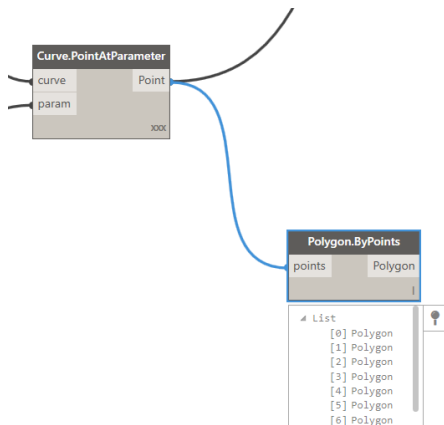 Curve.PointAtParameter
curve Point
param
xxx
Polygon.ByPoints
points Polygon
|
List
[0] Polygon
[1] Polygon
[2] Polygon
[3] Polygon
[4] Polygon
[5] Polygon
[6] Polygon